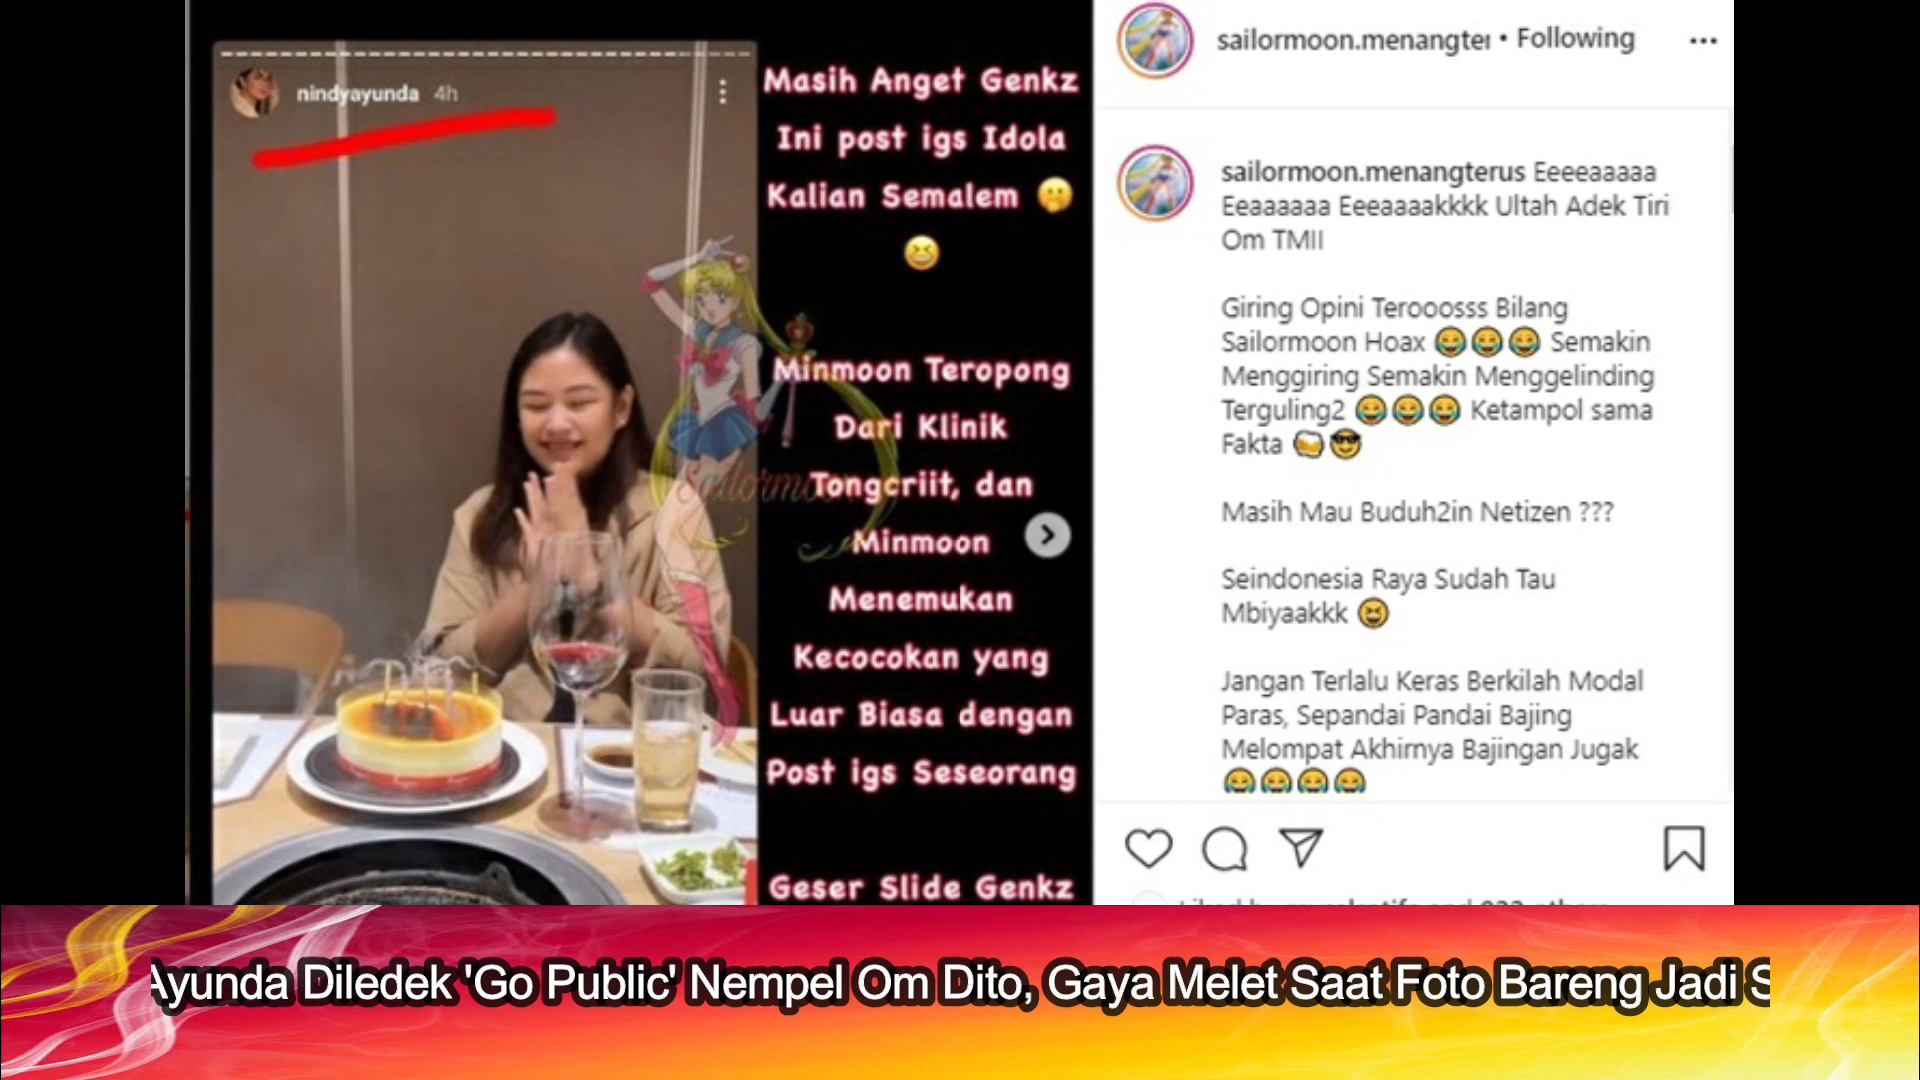 nindyayunda 4h
Masih Anget Genkz
Ini post igs Idola
Kalian Semalem 🤭
😆
Minmoon Teropong
Dari Klinik
Tongcriit, dan
Minmoon
Menemukan
Kecocokan yang
Luar Biasa dengan
Post igs Seseorang
Geser Slide Genkz
Sailormoon
sailormoon.menangter • Following
sailormoon.menangterus Eeeeaaaaa
Eeaaaaaa Eeeaaaakkkk Ultah Adek Tiri
Om TMII
Giring Opini Terooosss Bilang
Sailormoon Hoax 😂😂😂 Semakin
Menggiring Semakin Menggelinding
Terguling2 😂😂😂 Ketampol sama
Fakta 🍻😎
Masih Mau Buduh2in Netizen ???
Seindonesia Raya Sudah Tau
Mbiyaakkk 😆
Jangan Terlalu Keras Berkilah Modal
Paras, Sepandai Pandai Bajing
Melompat Akhirnya Bajingan Jugak
😂😂😂😂
Ayunda Diledek 'Go Public' Nempel Om Dito, Gaya Melet Saat Foto Bareng Jadi S